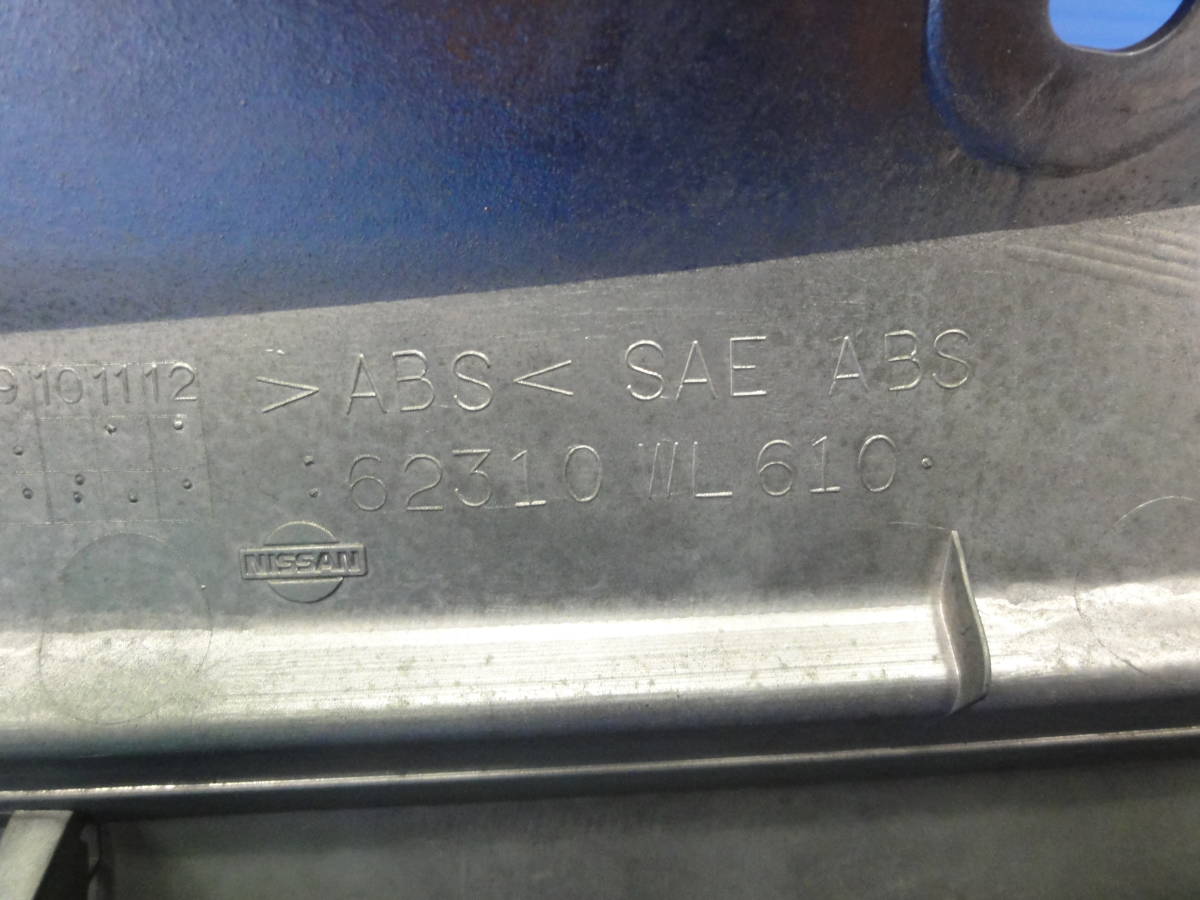 9 10 11 12 >ABS< SAE ABS
62310 WL610
NISSAN